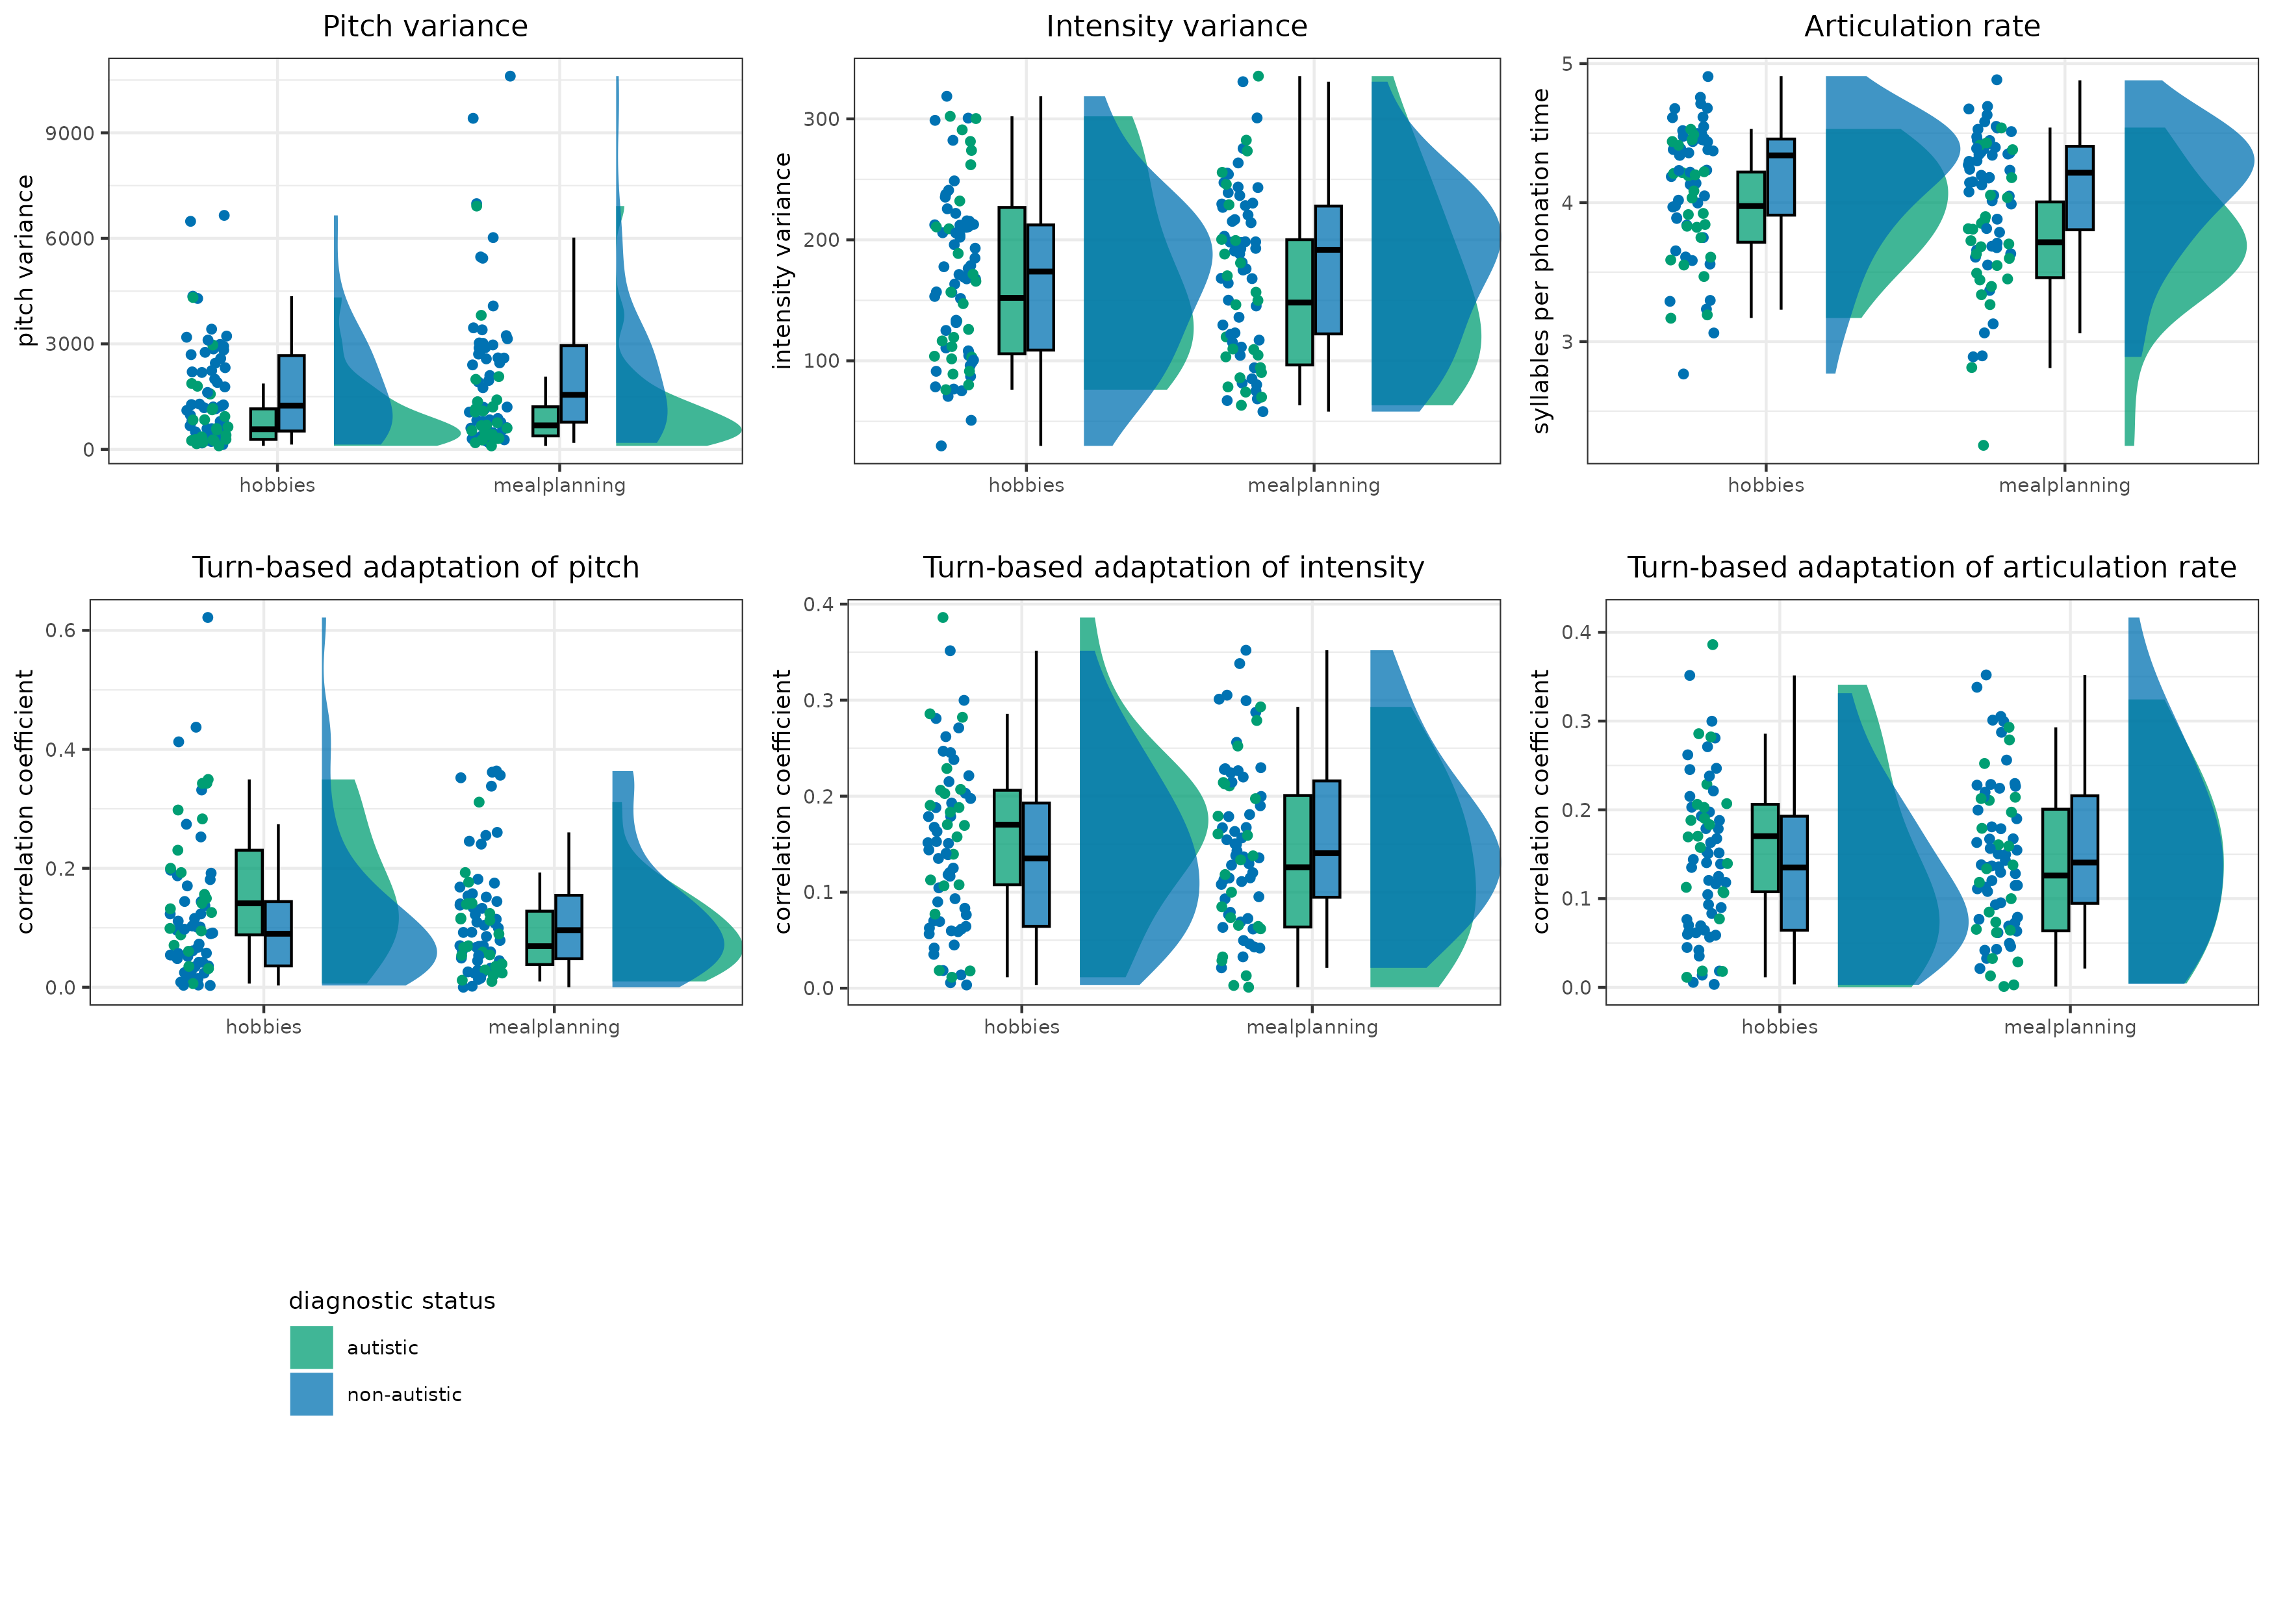 Pitch variance
pitch variance
9000
6000
3000
0
hobbies
mealplanning
Intensity variance
intensity variance
300
200
100
hobbies
mealplanning
Articulation rate
syllables per phonation time
5
4
3
hobbies
mealplanning
Turn-based adaptation of pitch
correlation coefficient
0.6
0.4
0.2
0.0
hobbies
mealplanning
Turn-based adaptation of intensity
correlation coefficient
0.4
0.3
0.2
0.1
0.0
hobbies
mealplanning
Turn-based adaptation of articulation rate
correlation coefficient
0.4
0.3
0.2
0.1
0.0
hobbies
mealplanning
diagnostic status
autistic
non-autistic